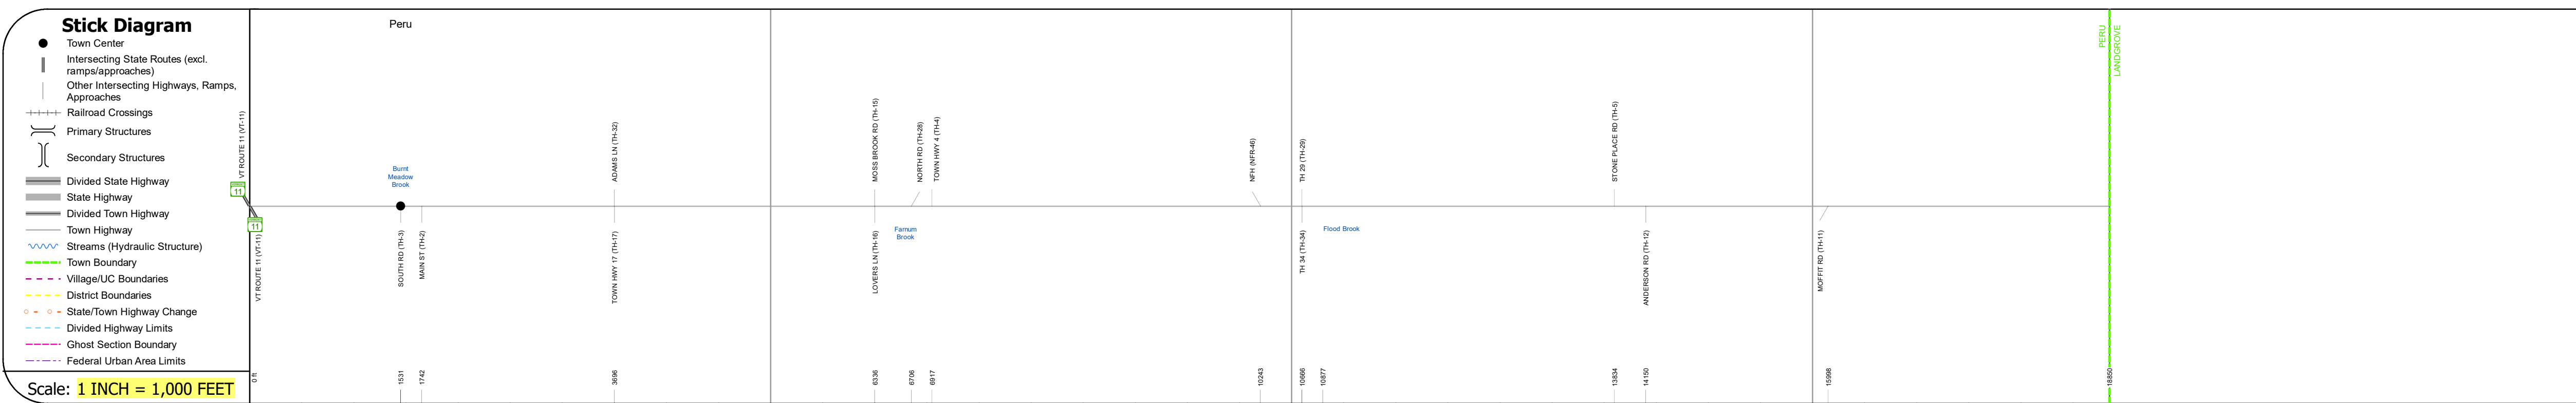 Stick Diagram
Town Center
Intersecting State Routes (excl.
ramps/approaches)
Other Intersecting Highways, Ramps,
Approaches
Railroad Crossings
Primary Structures
Secondary Structures
Divided State Highway
State Highway
Divided Town Highway
Town Highway
Streams (Hydraulic Structure)
Town Boundary
Village/UC Boundaries
District Boundaries
State/Town Highway Change
Divided Highway Limits
Ghost Section Boundary
Federal Urban Area Limits
Scale: 1 INCH = 1,000 FEET
Peru
VT ROUTE 11 (VT-11)
11
11
VT ROUTE 11 (VT-11)
Burnt
Meadow
Brook
SOUTH RD (TH-3)
MAIN ST (TH-2)
ADAMS LN (TH-32)
TOWN HWY 17 (TH-17)
MOSS BROOK RD (TH-15)
LOVERS LN (TH-16)
NORTH RD (TH-28)
TOWN HWY 4 (TH-4)
Farnum
Brook
NFH (NFR-46)
TH 29 (TH-29)
TH 34 (TH-34)
Flood Brook
STONE PLACE RD (TH-5)
ANDERSON RD (TH-12)
MOFFIT RD (TH-11)
PERU
LANDGROVE
0 ft
1531
1742
3696
6336
6706
6917
10243
10666
10877
13834
14150
15998
18850